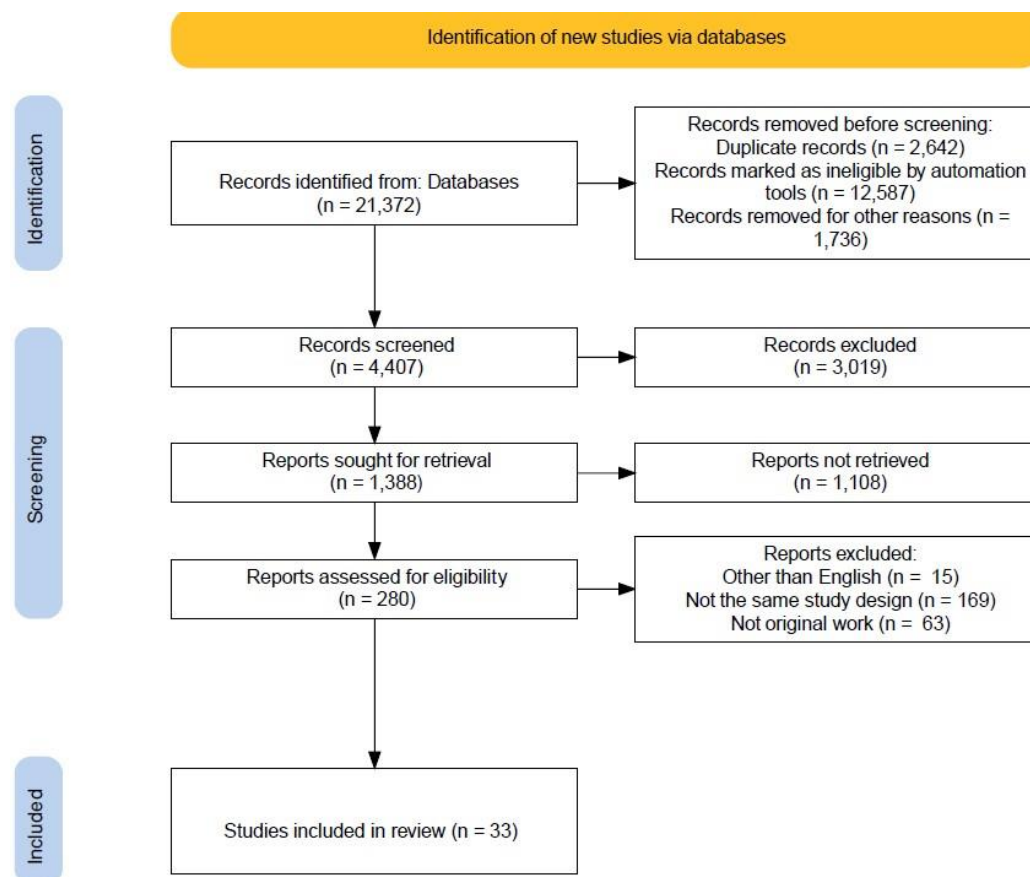 Identification of new studies via databases
Identification
Records identified from: Databases
(n = 21,372)
Records removed before screening:
Duplicate records (n = 2,642)
Records marked as ineligible by automation
tools (n = 12,587)
Records removed for other reasons (n =
1,736)
Screening
Records screened
(n = 4,407)
Records excluded
(n = 3,019)
Reports sought for retrieval
(n = 1,388)
Reports not retrieved
(n = 1,108)
Reports assessed for eligibility
(n = 280)
Reports excluded:
Other than English (n = 15)
Not the same study design (n = 169)
Not original work (n = 63)
Included
Studies included in review (n = 33)